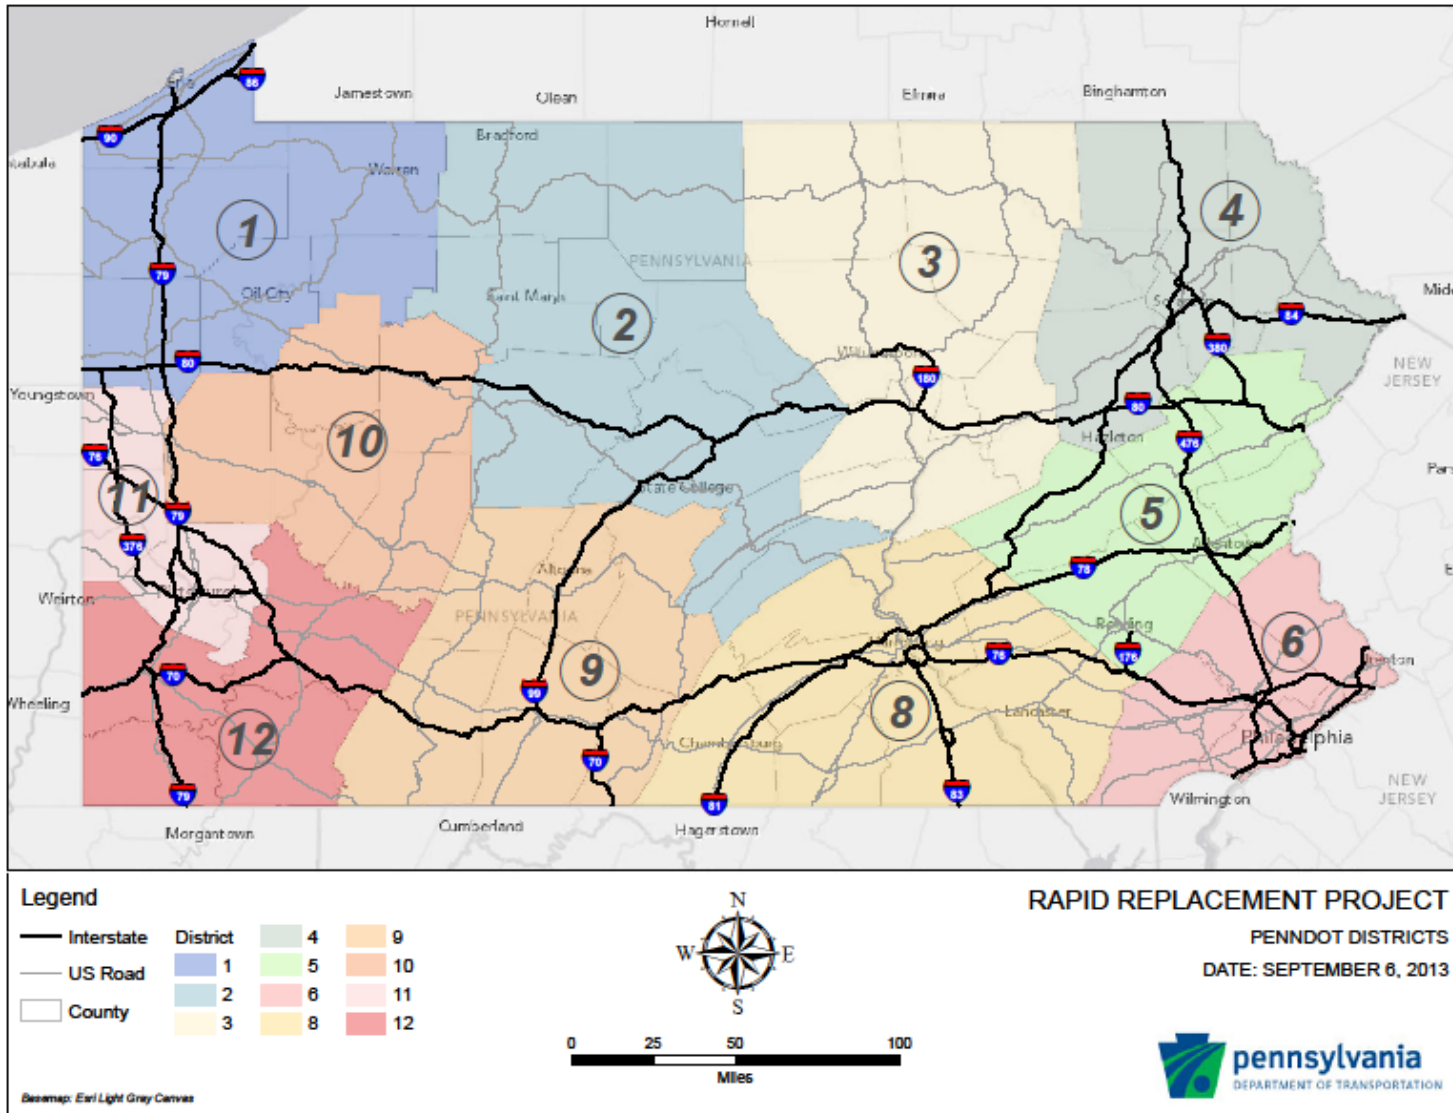 Hornell
Jamestown
Olean
Elmira
Binghamton
86
90
Bradford
Warren
1
4
3
79
PENNSYLVANIA
Oil City
Saint Marys
2
84
380
80
180
NEW
JERSEY
Youngstown
10
80
Hazleton
476
76
11
State College
79
5
376
Altoona
78
Weirton
PENNSYLVANIA
Reading
6
176
76
9
70
99
Wheeling
8
Lancaster
12
Chambersburg
Philadelphia
70
79
81
83
Wilmington
NEW
JERSEY
Morgantown
Cumberland
Hagerstown
Legend
Interstate
US Road
County
District
1
2
3
4
5
6
8
9
10
11
12
N
W E
S
0 25 50 100
Miles
RAPID REPLACEMENT PROJECT
PENNDOT DISTRICTS
DATE: SEPTEMBER 6, 2013
pennsylvania
DEPARTMENT OF TRANSPORTATION
Basemap: Esri Light Gray Canvas